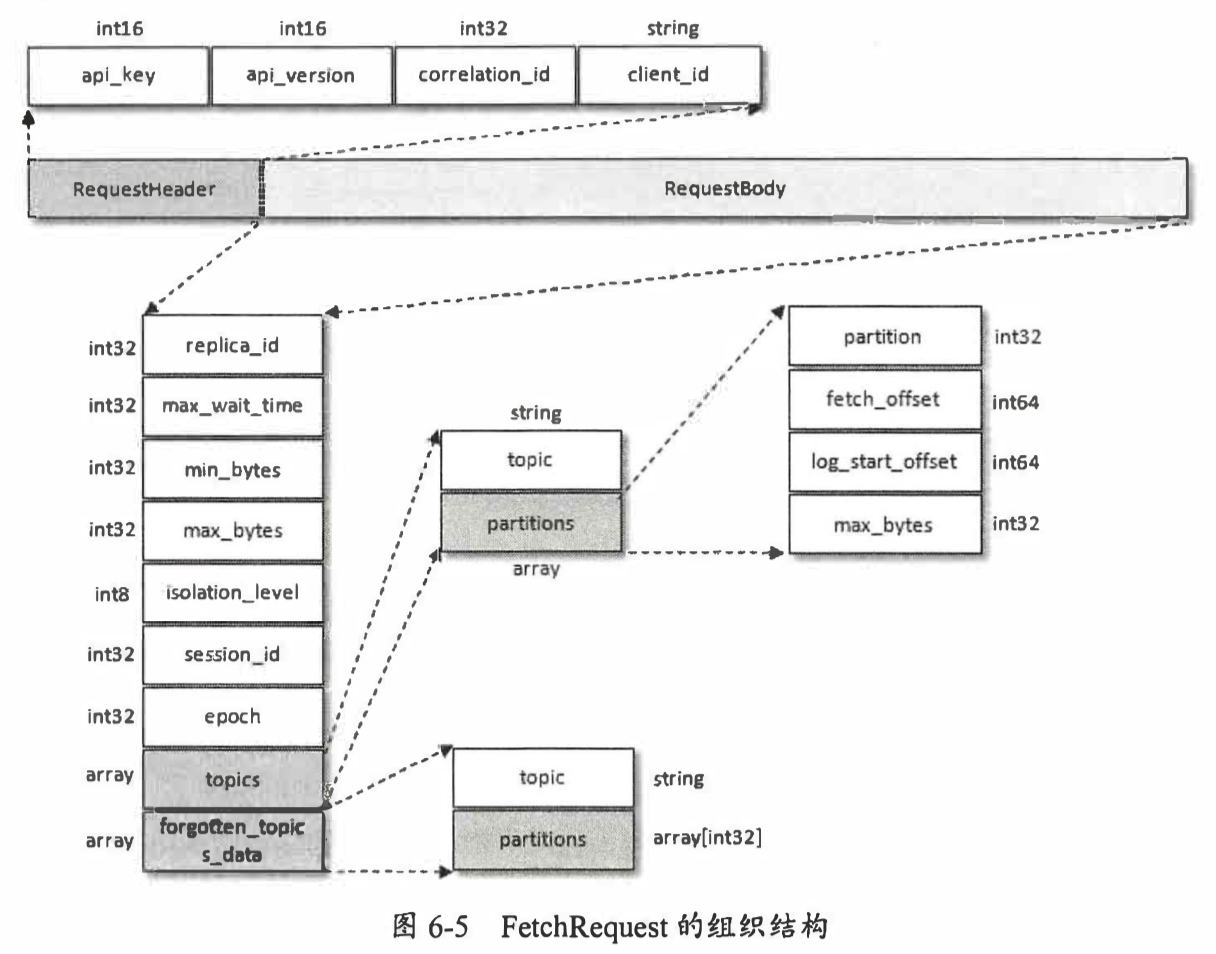 int16 int16 int32 string
api_key api_version correlation_id client_id
RequestHeader RequestBody
int32 replica_id
int32 max_wait_time
int32 min_bytes
int32 max_bytes
int8 isolation_level
int32 session_id
int32 epoch
array topics
array forgotten_topic
s_data
string
topic
partitions
array
partition int32
fetch_offset int64
log_start_offset int64
max_bytes int32
topic string
partitions array[int32]
图 6-5 FetchRequest 的组织结构